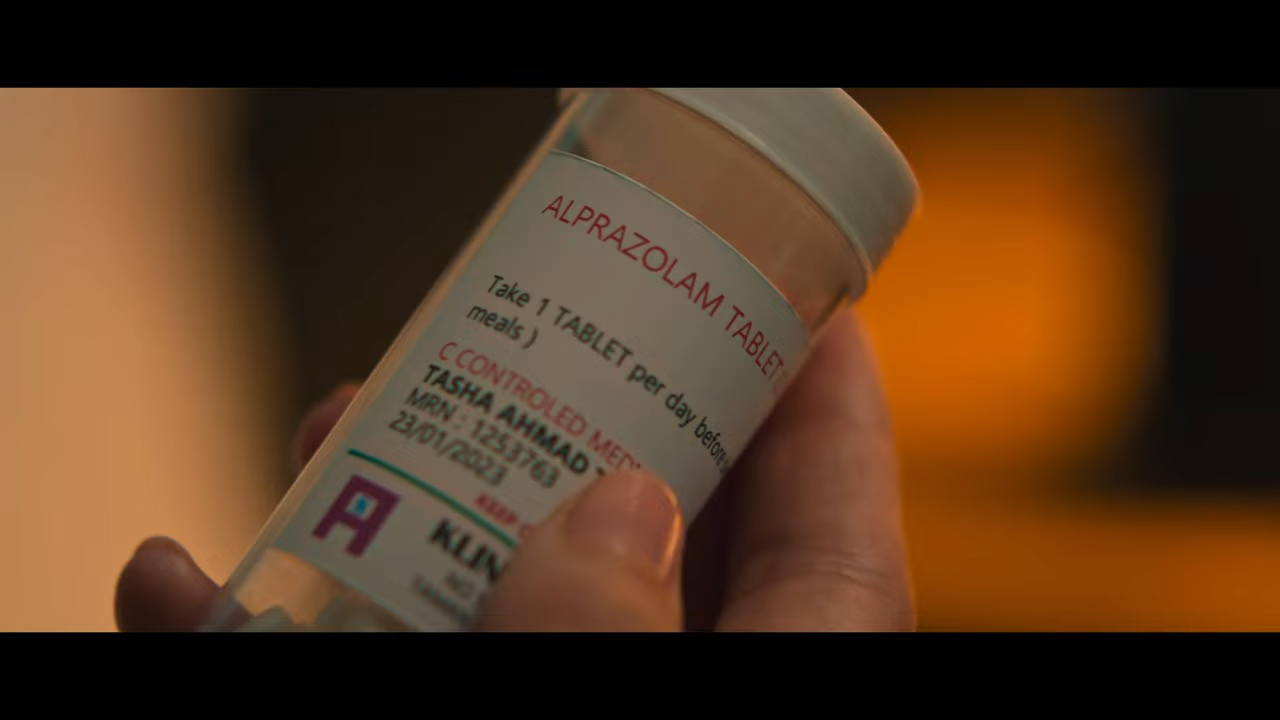 ALPRAZOLAM TABLET
Take 1 TABLET per day before
meals )
C CONTROLED MEDI
TASHA AHMAD
MRN : 1253763
23/01/2023
KEEP
KLIN